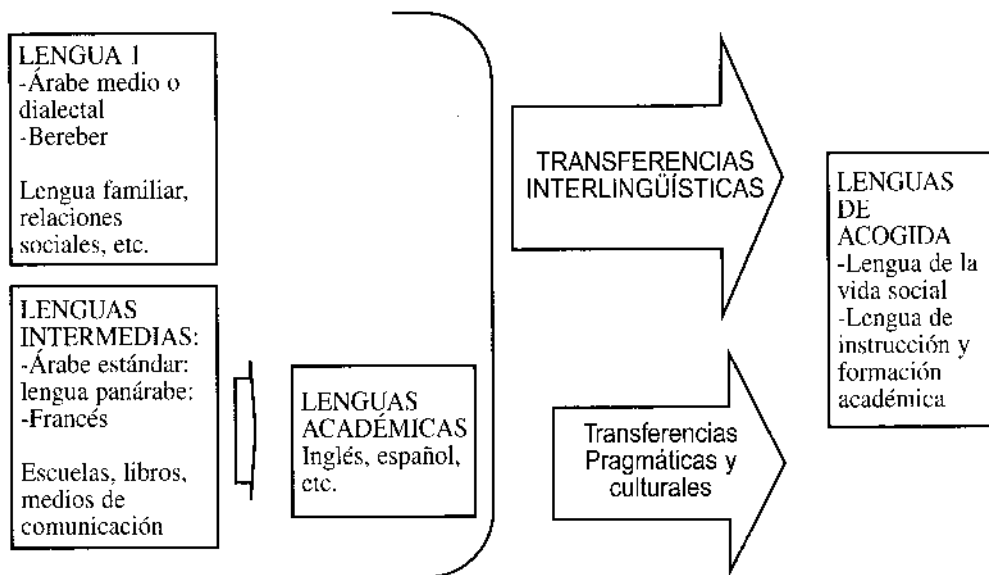 LENGUA 1
-Árabe medio o
dialectal
-Bereber
Lengua familiar,
relaciones
sociales, etc.
LENGUAS
INTERMEDIAS:
-Árabe estándar:
lengua panárabe:
-Francés
Escuelas, libros,
medios de
comunicación
LENGUAS
ACADÉMICAS
Inglés, español,
etc.
TRANSFERENCIAS
INTERLINGÜÍSTICAS
Transferencias
Pragmáticas y
culturales
LENGUAS
DE
ACOGIDA
-Lengua de la
vida social
-Lengua de
instrucción y
formación
académica